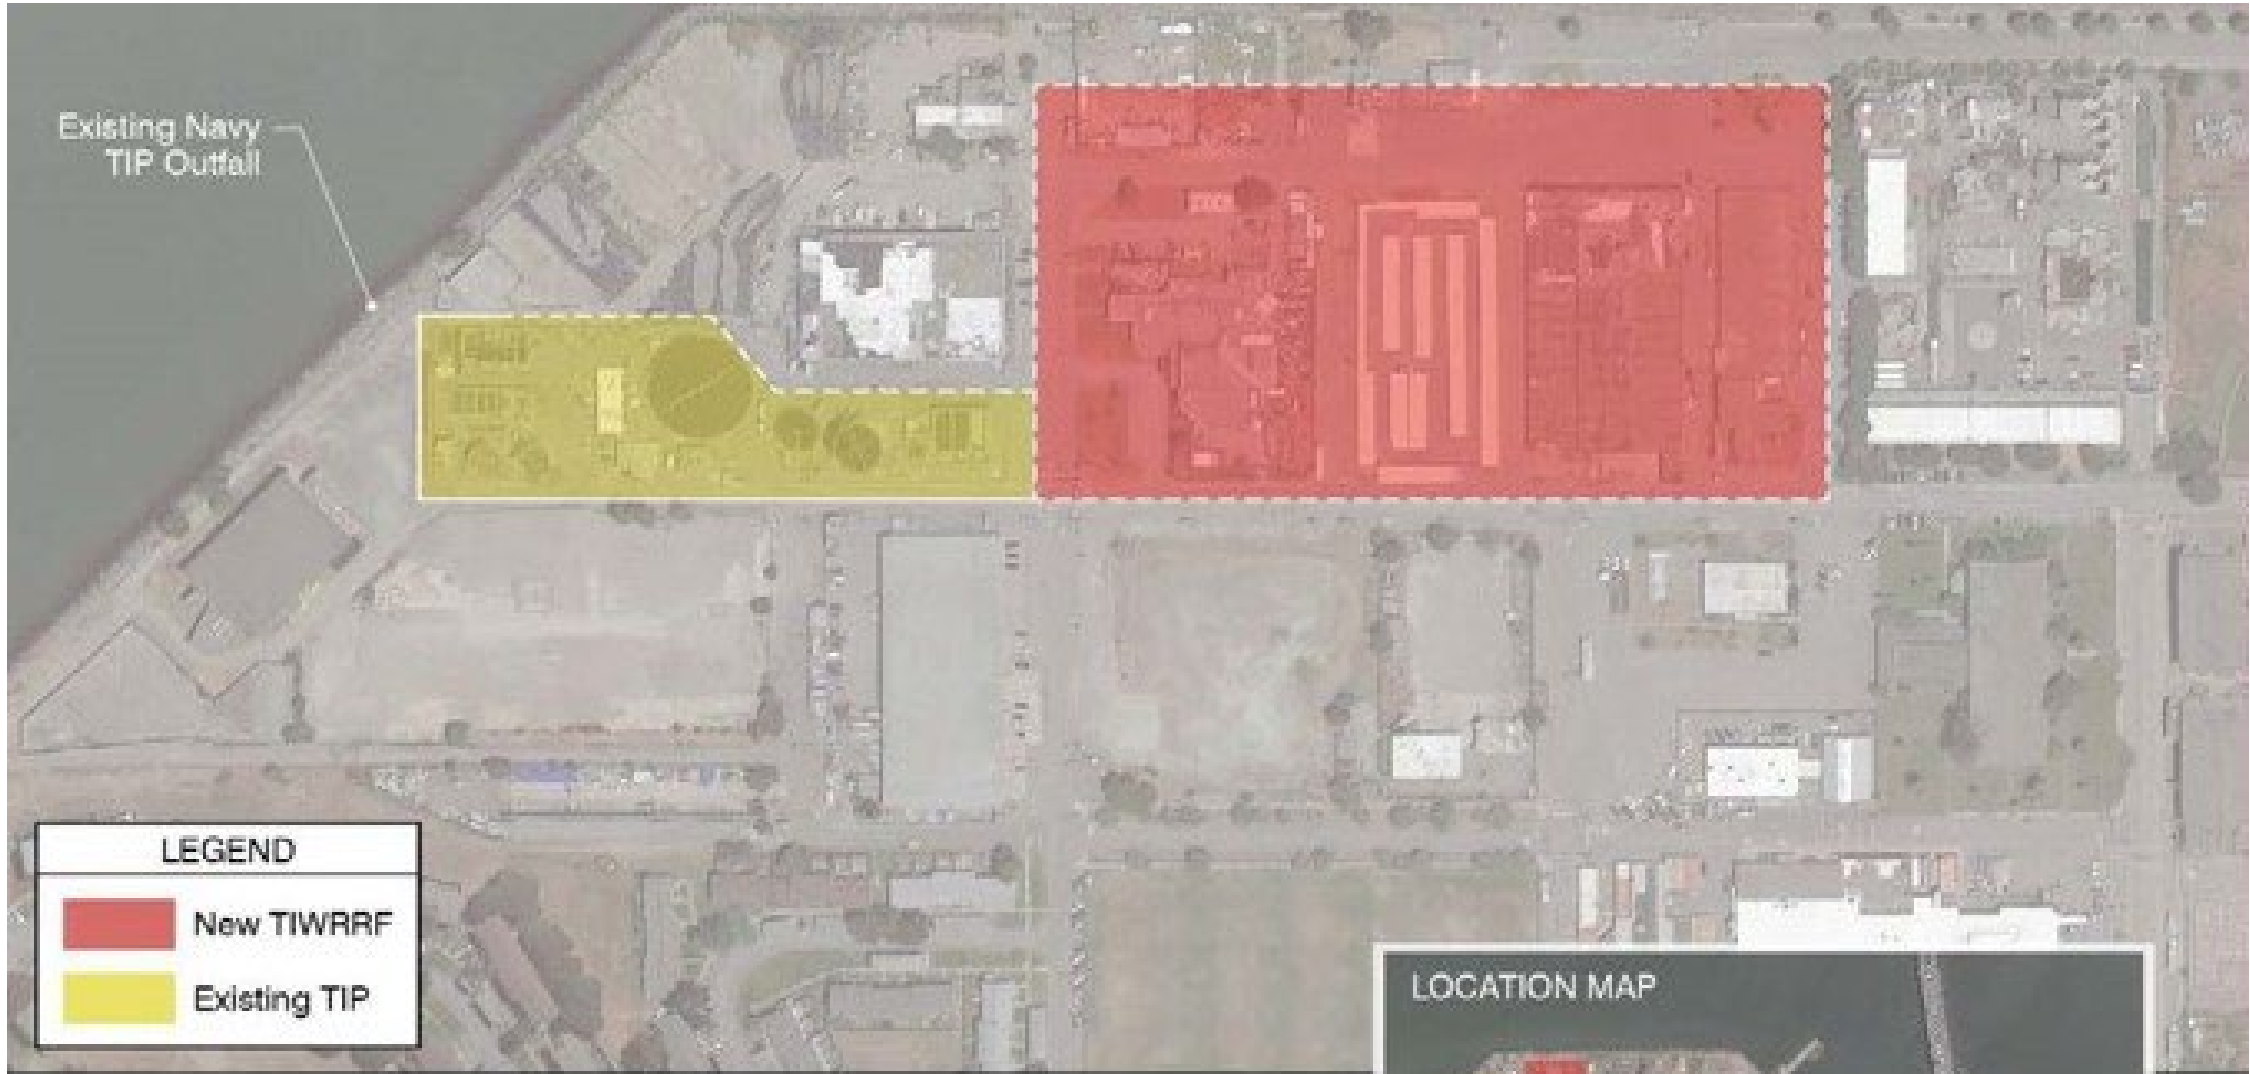 Existing Navy
TIP Outfall
LEGEND
New TIWRRF
Existing TIP
LOCATION MAP